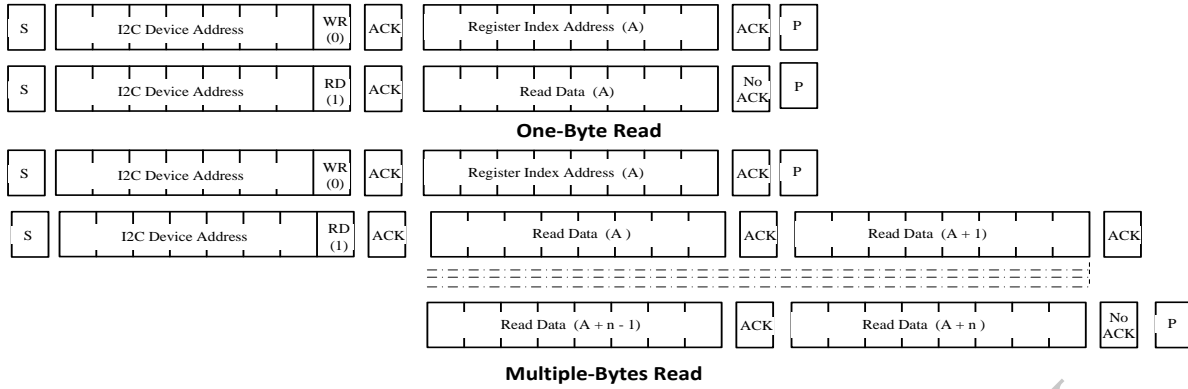 S I2C Device Address WR (0) ACK Register Index Address (A) ACK P
S I2C Device Address RD (1) ACK Read Data (A) No ACK P
One-Byte Read
S I2C Device Address WR (0) ACK Register Index Address (A) ACK P
S I2C Device Address RD (1) ACK Read Data (A ) ACK Read Data (A + 1) ACK
Read Data (A + n - 1) ACK Read Data (A + n ) No ACK P
Multiple-Bytes Read